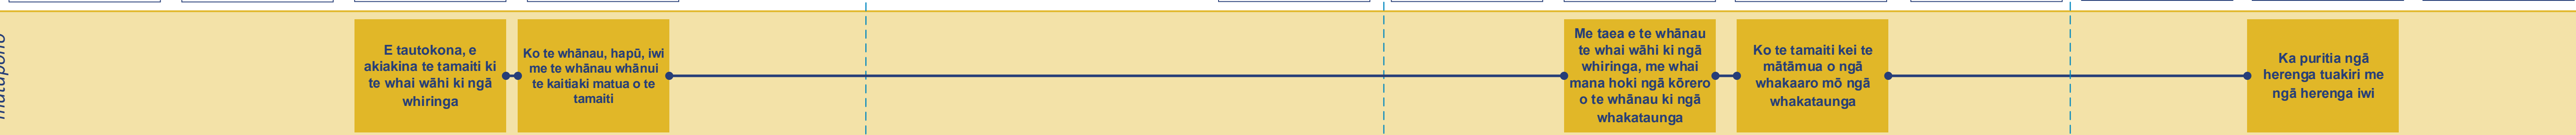 mātāpono
E tautokona, e
akiakina te tamaiti ki
te whai wāhi ki ngā
whiringa
Ko te whānau, hapū, iwi
me te whānau whānui
te kaitiaki matua o te
tamaiti
Me taea e te whānau
te whai wāhi ki ngā
whiringa, me whai
mana hoki ngā kōrero
o te whānau ki ngā
whakataunga
Ko te tamaiti kei te
mātāmua o ngā
whakaaro mō ngā
whakataunga
Ka puritia ngā
herenga tuakiri me
ngā herenga iwi